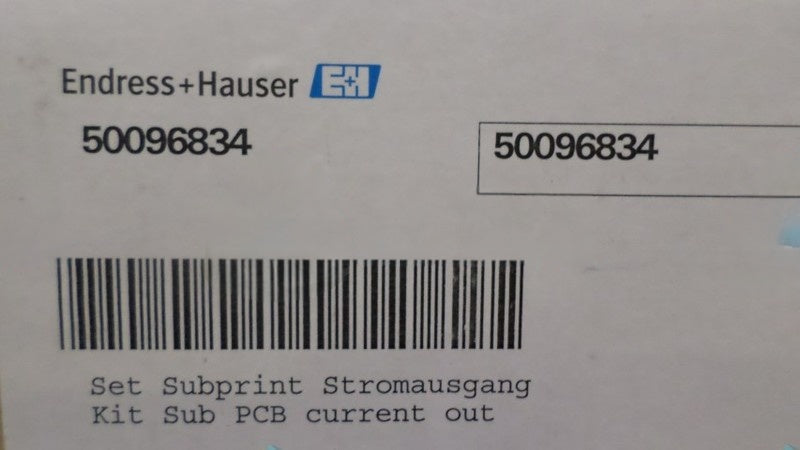 Endress+Hauser E+H
50096834
50096834
Set Subprint Stromausgang
Kit Sub PCB current out